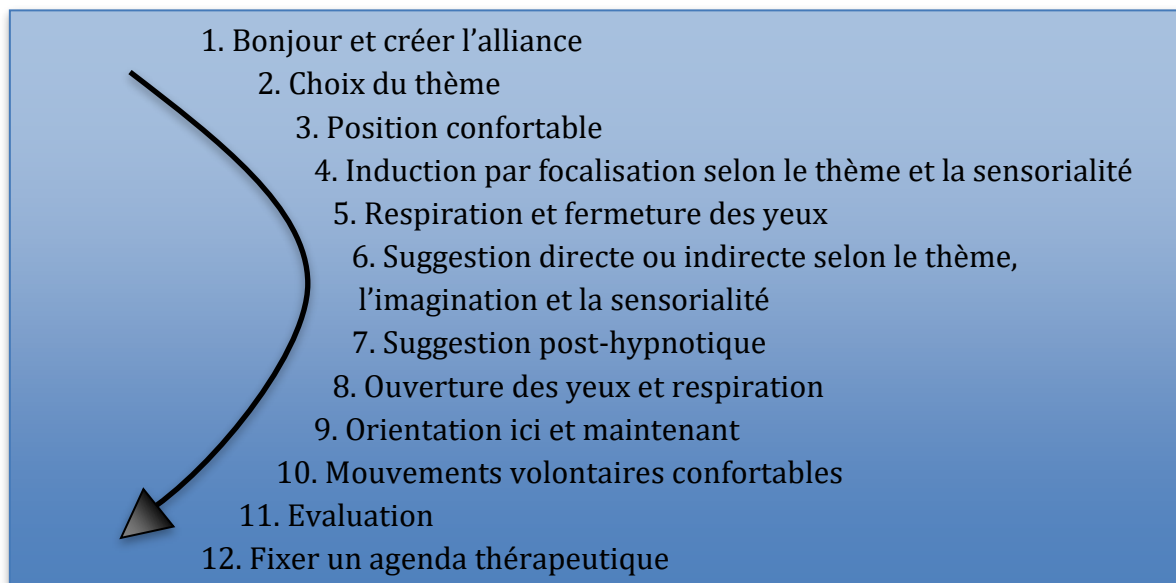 1. Bonjour et créer l’alliance
2. Choix du thème
3. Position confortable
4. Induction par focalisation selon le thème et la sensorialité
5. Respiration et fermeture des yeux
6. Suggestion directe ou indirecte selon le thème,
l’imagination et la sensorialité
7. Suggestion post-hypnotique
8. Ouverture des yeux et respiration
9. Orientation ici et maintenant
10. Mouvements volontaires confortables
11. Evaluation
12. Fixer un agenda thérapeutique